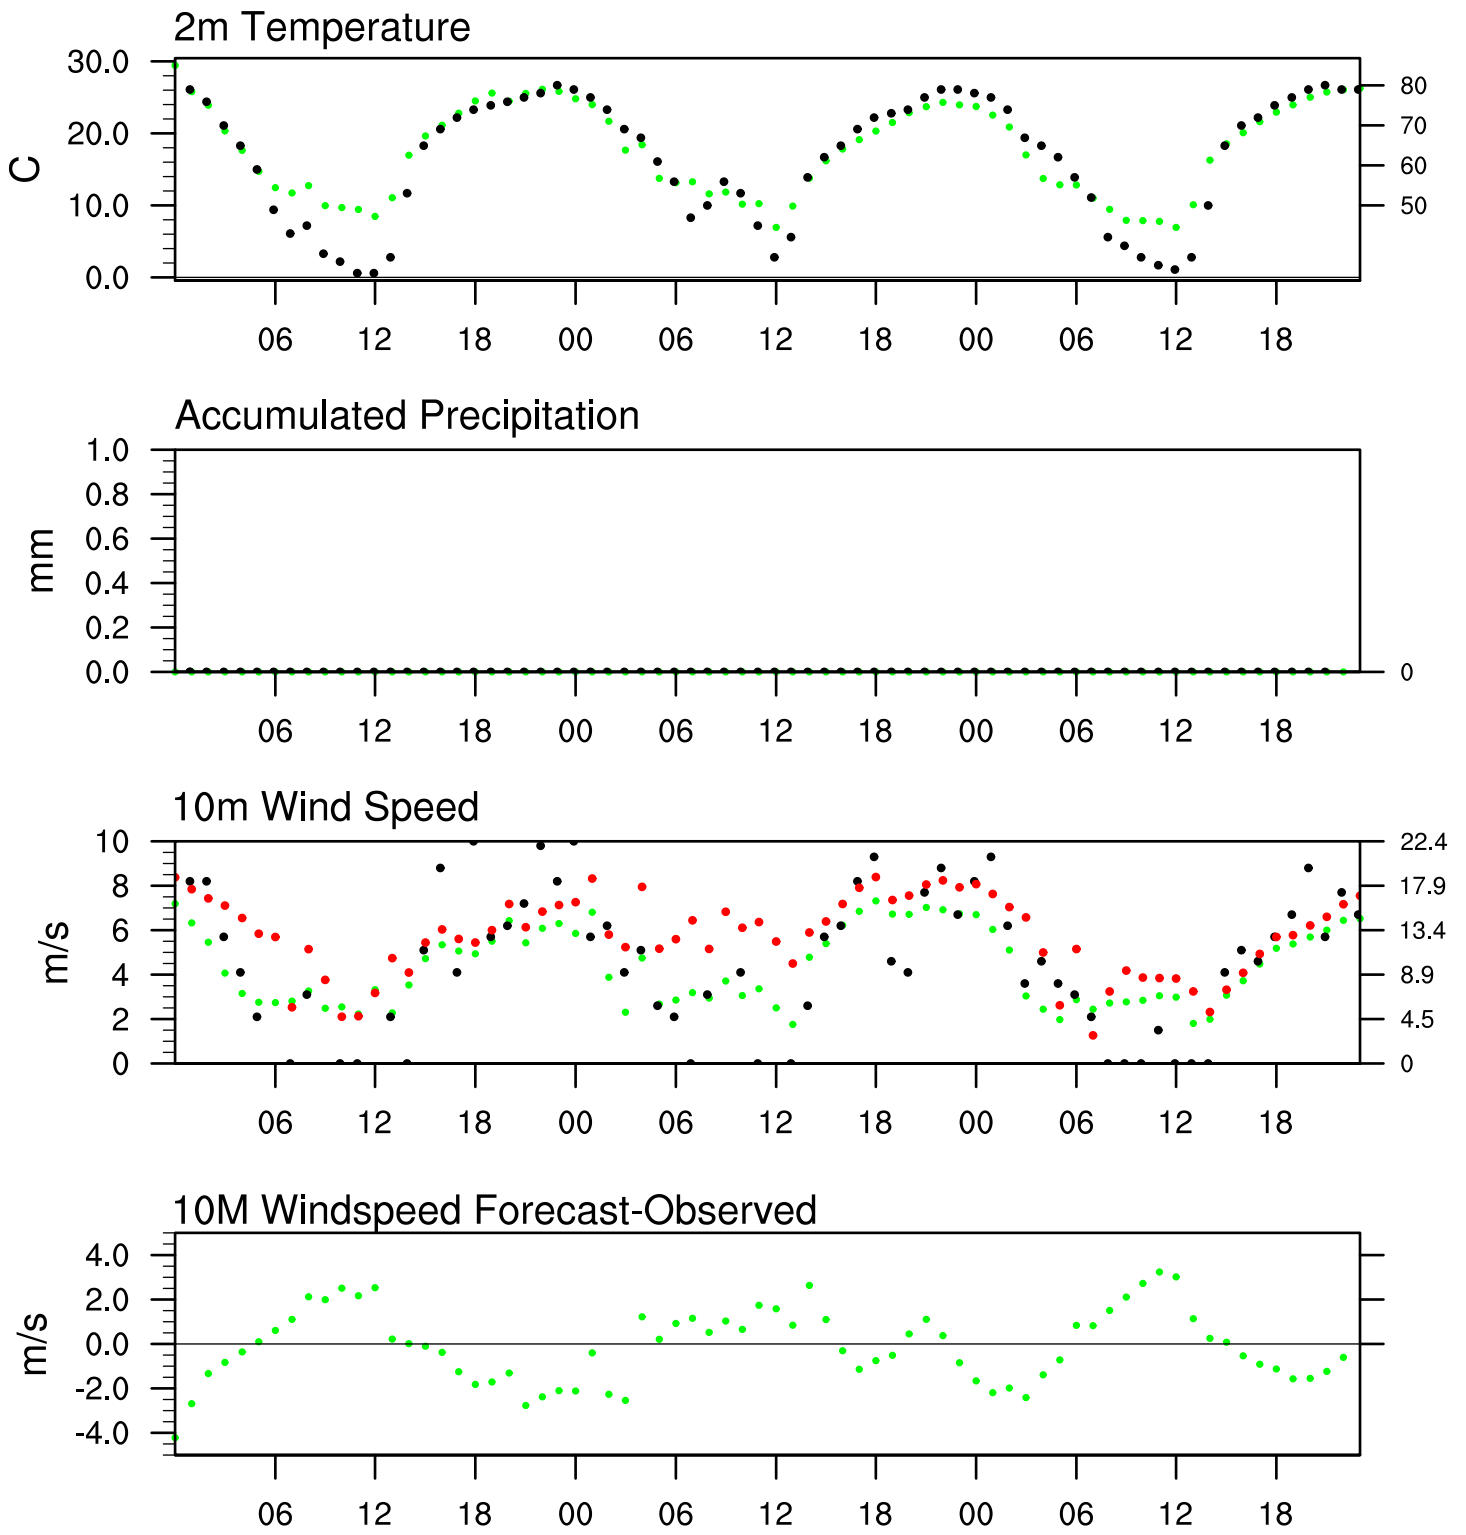 2m Temperature
30.0
20.0
10.0
0.0
C
80
70
60
50
06 12 18 00 06 12 18 00 06 12 18
Accumulated Precipitation
1.0
0.8
0.6
0.4
0.2
0.0
mm
0
06 12 18 00 06 12 18 00 06 12 18
10m Wind Speed
10
8
6
4
2
0
m/s
22.4
17.9
13.4
8.9
4.5
0
06 12 18 00 06 12 18 00 06 12 18
10M Windspeed Forecast-Observed
4.0
2.0
0.0
-2.0
-4.0
m/s
06 12 18 00 06 12 18 00 06 12 18